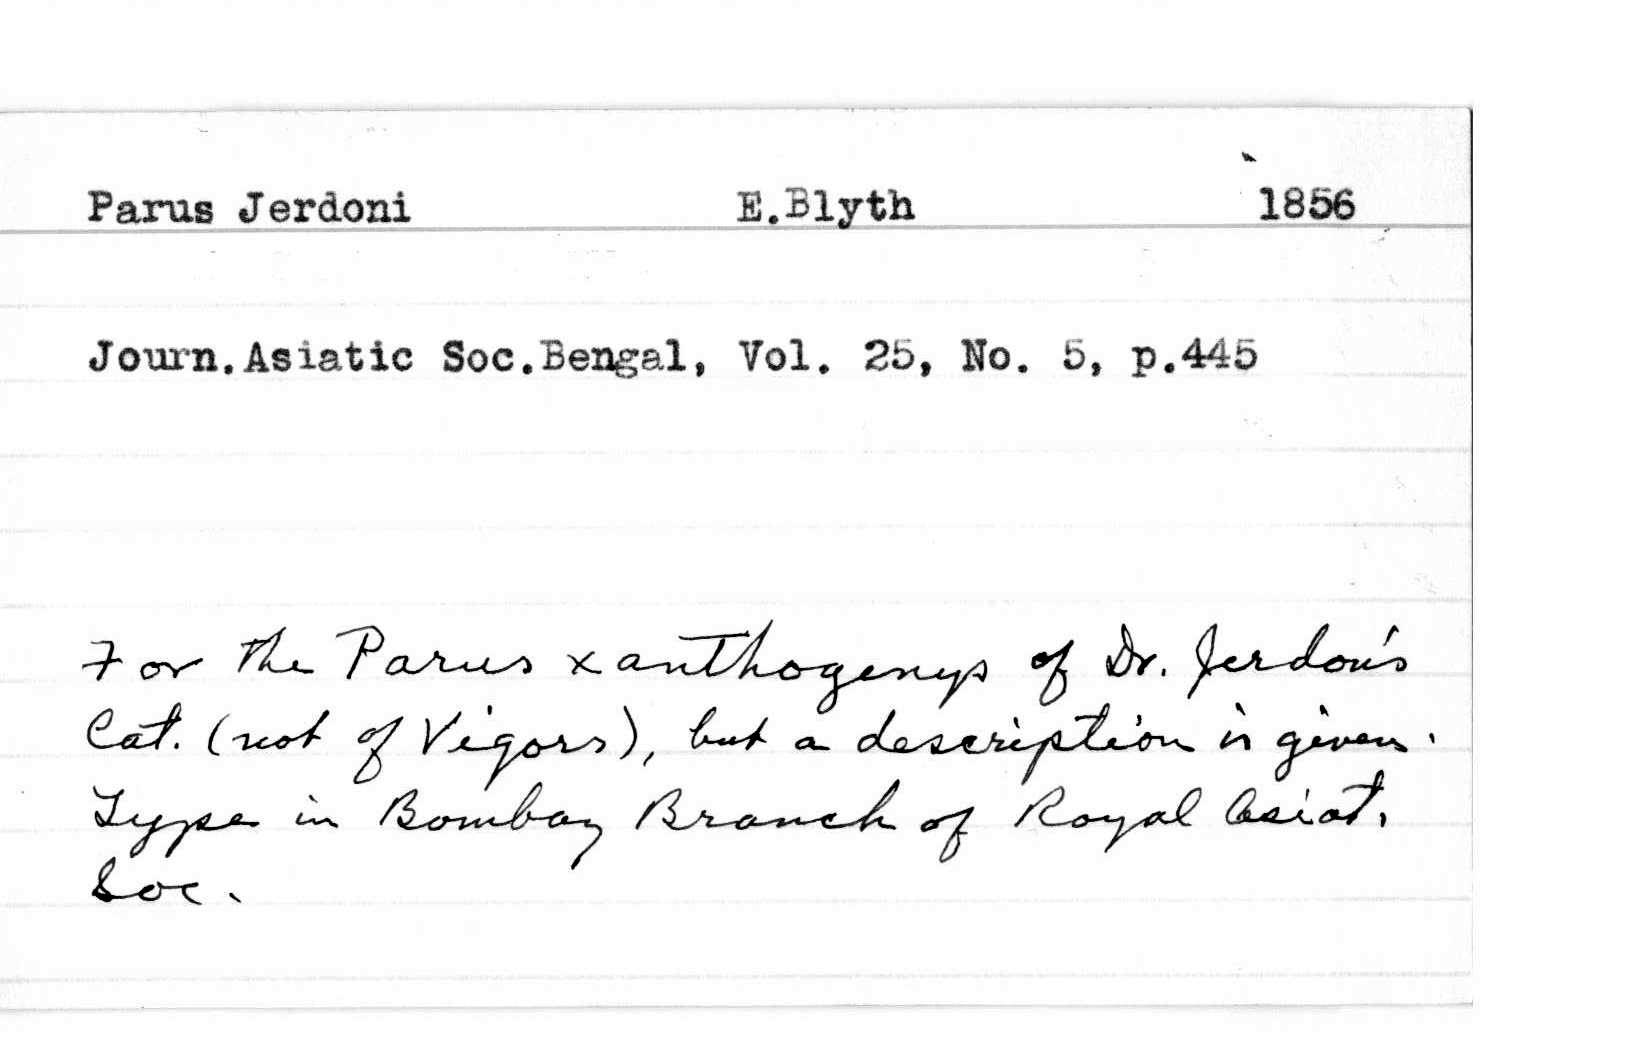 Parus Jerdoni E.Blyth 1856
Journ.Asiatic Soc.Bengal, Vol. 25, No. 5, p.445
For the Parus xanthogenys of Dr. Jerdon's
Cat. (not of Vigors), but a description is given.
Type in Bombay Branch of Royal Asiat.
Soc.